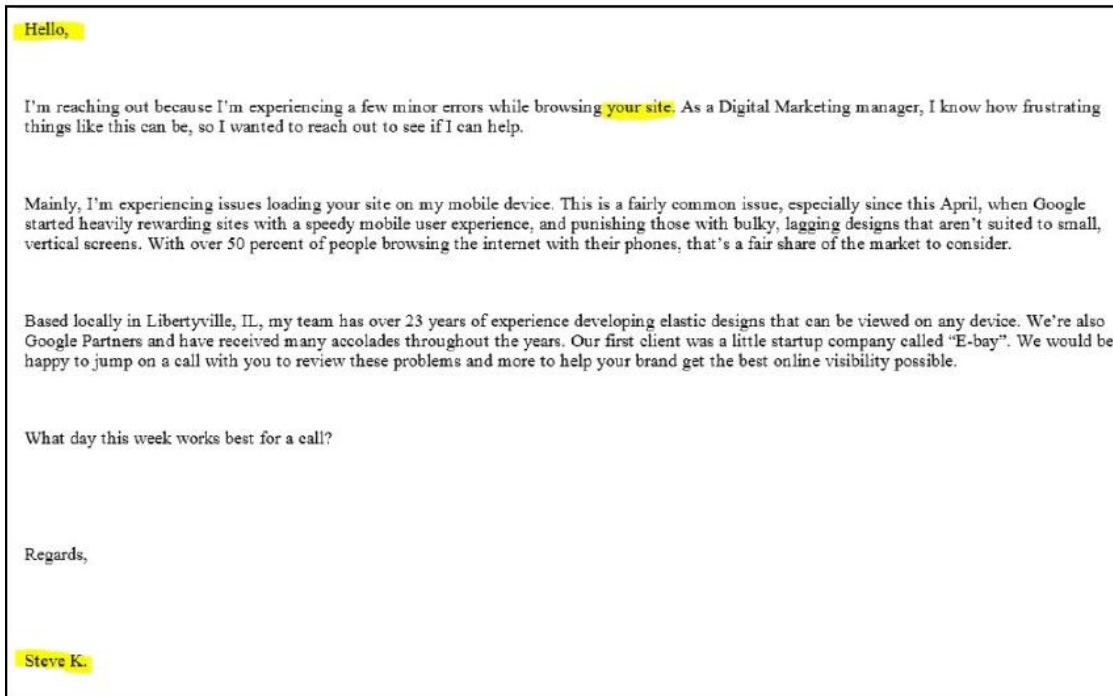 Hello,
I'm reaching out because I'm experiencing a few minor errors while browsing your site. As a Digital Marketing manager, I know how frustrating
things like this can be, so I wanted to reach out to see if I can help.
Mainly, I'm experiencing issues loading your site on my mobile device. This is a fairly common issue, especially since this April, when Google
started heavily rewarding sites with a speedy mobile user experience, and punishing those with bulky, lagging designs that aren't suited to small,
vertical screens. With over 50 percent of people browsing the internet with their phones, that's a fair share of the market to consider.
Based locally in Libertyville, IL, my team has over 23 years of experience developing elastic designs that can be viewed on any device. We're also
Google Partners and have received many accolades throughout the years. Our first client was a little startup company called “E-bay”. We would be
happy to jump on a call with you to review these problems and more to help your brand get the best online visibility possible.
What day this week works best for a call?
Regards,
Steve K.